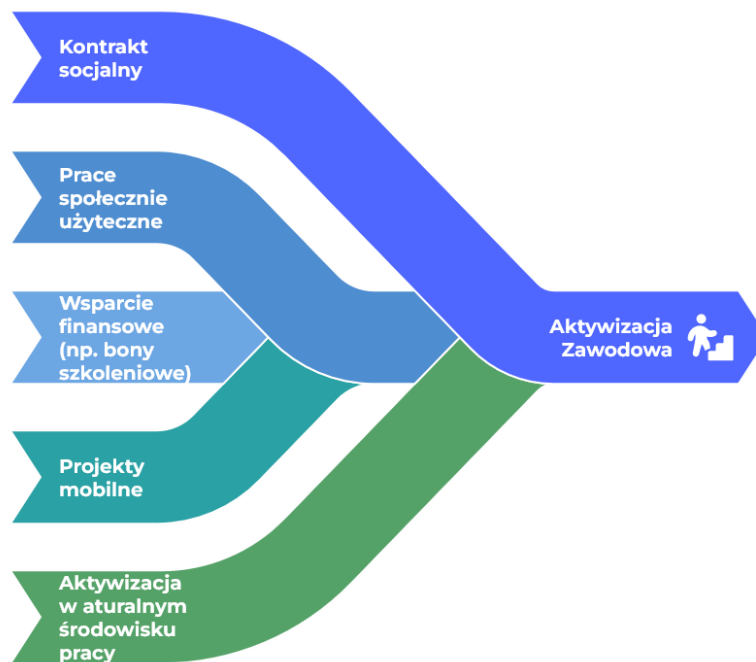 Kontrakt
socjalny
Prace
społecznie
użyteczne
Wsparcie
finansowe
(np. bony
szkoleniowe)
Aktywizacja
Zawodowa
Projekty
mobilne
Aktywizacja
w aturalnym
środowisku
pracy